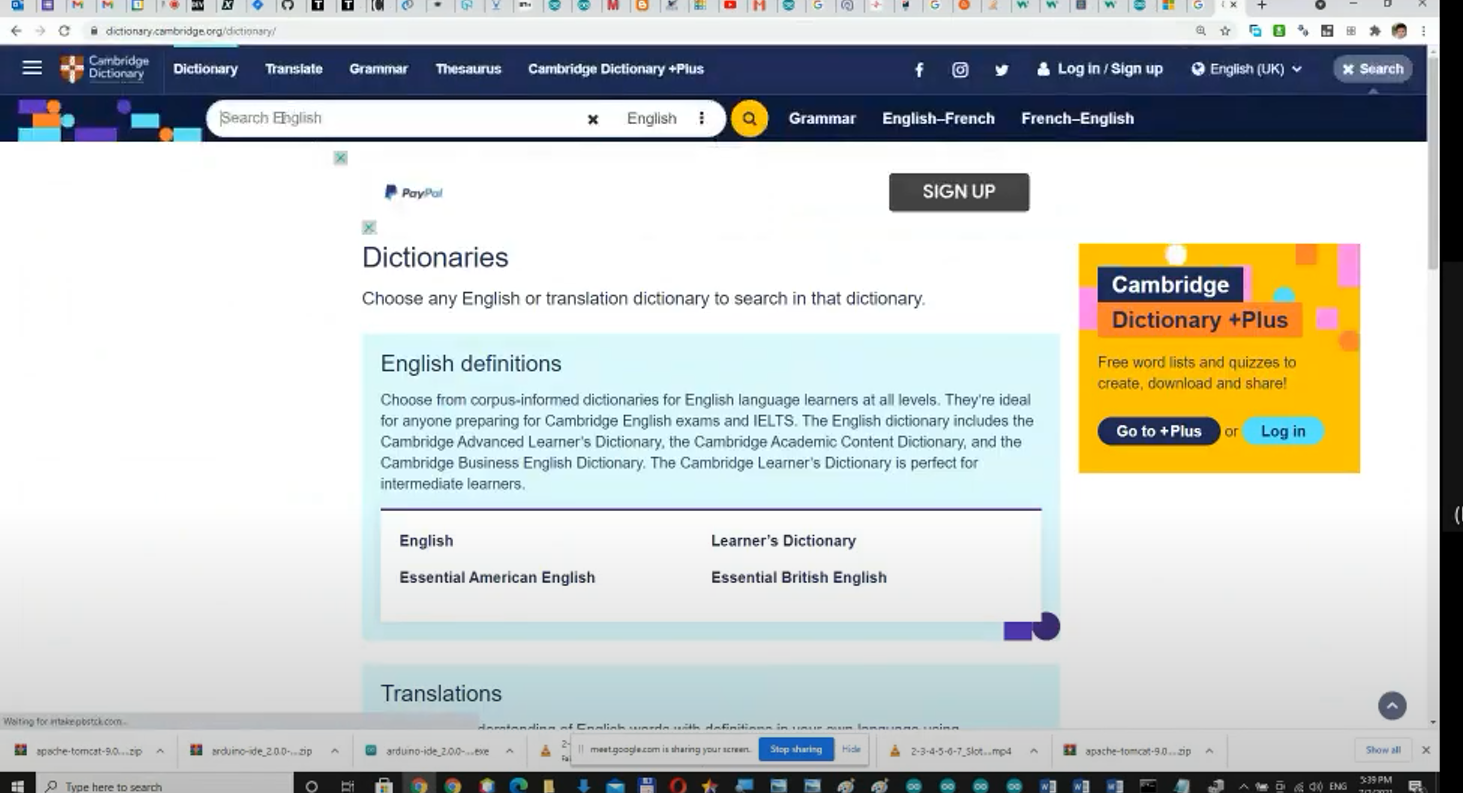 dictionary.cambridge.org/dictionary/
Cambridge
Dictionary
Dictionary
Translate
Grammar
Thesaurus
Cambridge Dictionary +Plus
Log in / Sign up
English (UK)
Search
Search English
English
Grammar
English–French
French–English
PayPal
SIGN UP
Dictionaries
Choose any English or translation dictionary to search in that dictionary.
English definitions
Choose from corpus-informed dictionaries for English language learners at all levels. They're ideal
for anyone preparing for Cambridge English exams and IELTS. The English dictionary includes the
Cambridge Advanced Learner's Dictionary, the Cambridge Academic Content Dictionary, and the
Cambridge Business English Dictionary. The Cambridge Learner's Dictionary is perfect for
intermediate learners.
English
Learner's Dictionary
Essential American English
Essential British English
Cambridge
Dictionary +Plus
Free word lists and quizzes to
create, download and share!
Go to +Plus or Log in
Translations
of English words with definitions in your own language using
Waiting for
apache-tomcat-9.0....zip
arduino-ide_2.0.0-....zip
arduino-ide_2.0.0-....exe
meet.google.com is sharing your screen.
Stop sharing
Hide
2-3-4-5-6-7_Slot....mp4
apache-tomcat-9.0....zip
Show all
Type here to search
ENG
5:39 PM